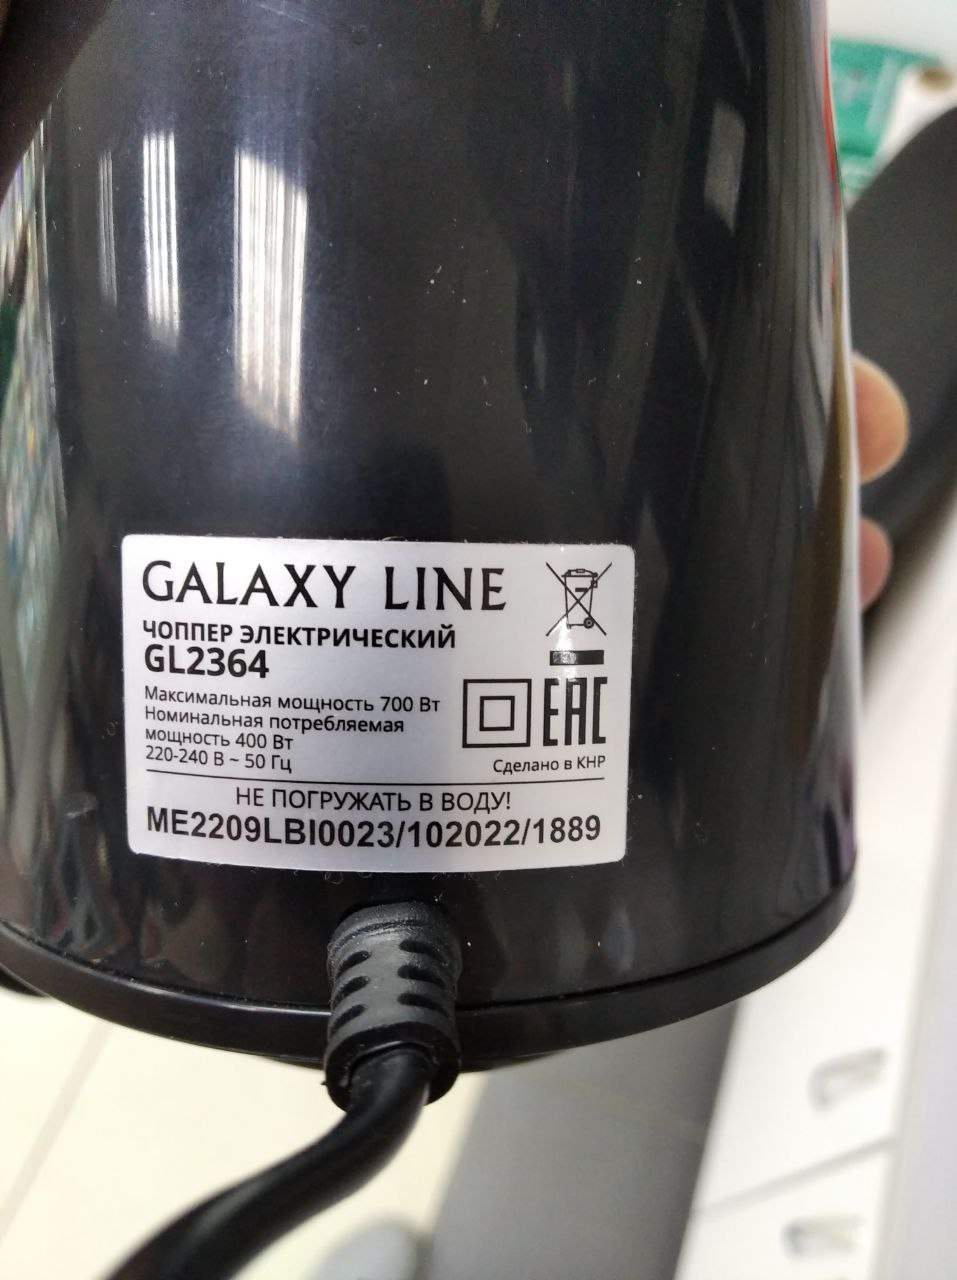 GALAXY LINE
ЧОППЕР ЭЛЕКТРИЧЕСКИЙ
GL2364
Максимальная мощность 700 Вт
Номинальная потребляемая
мощность 400 Вт
220-240 В ~ 50 Гц
EAC
Сделано в КНР
НЕ ПОГРУЖАТЬ В ВОДУ!
ME2209LBI0023/102022/1889